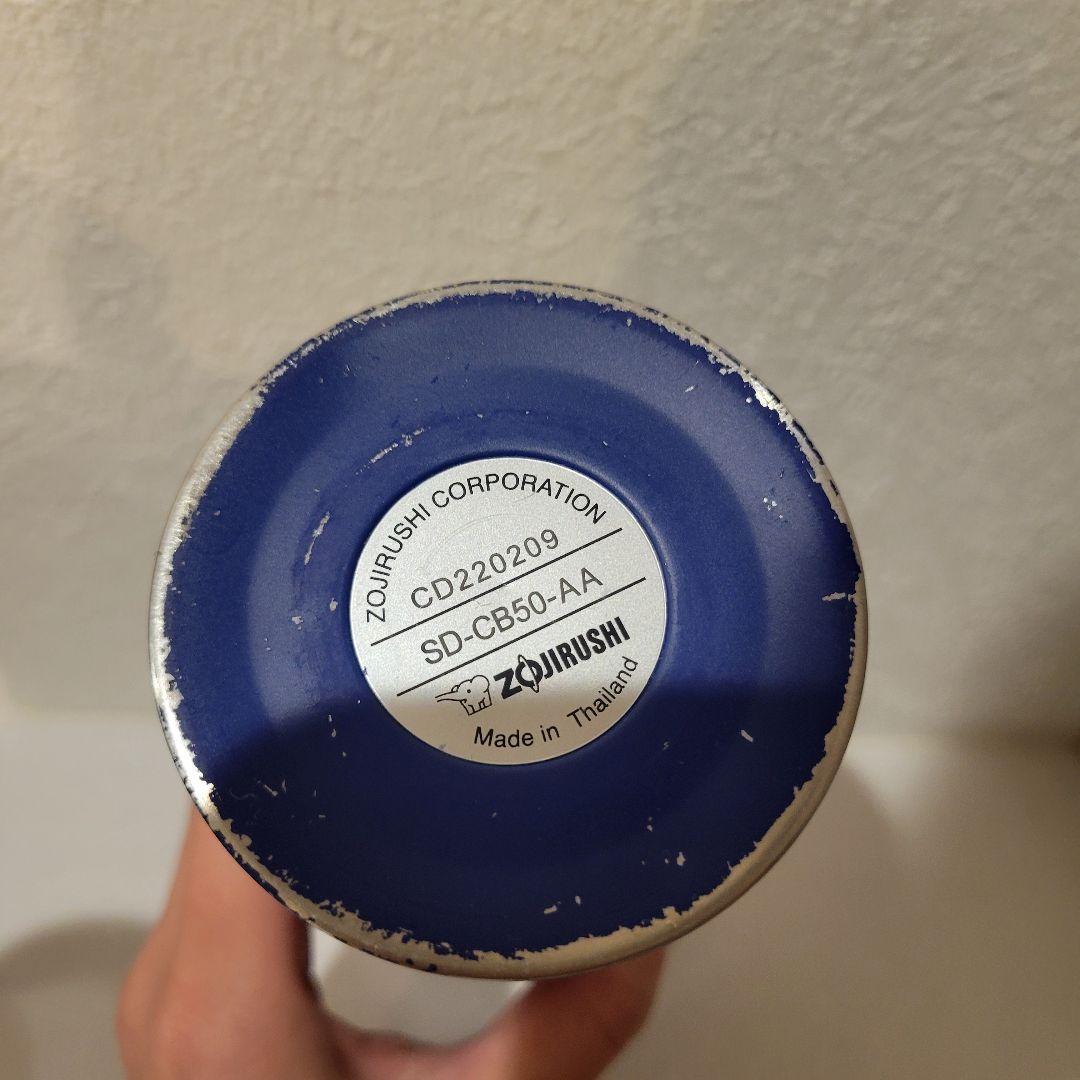 ZOJIRUSHI CORPORATION
CD220209
SD-CB50-AA
ZOJIRUSHI
Made in Thailand